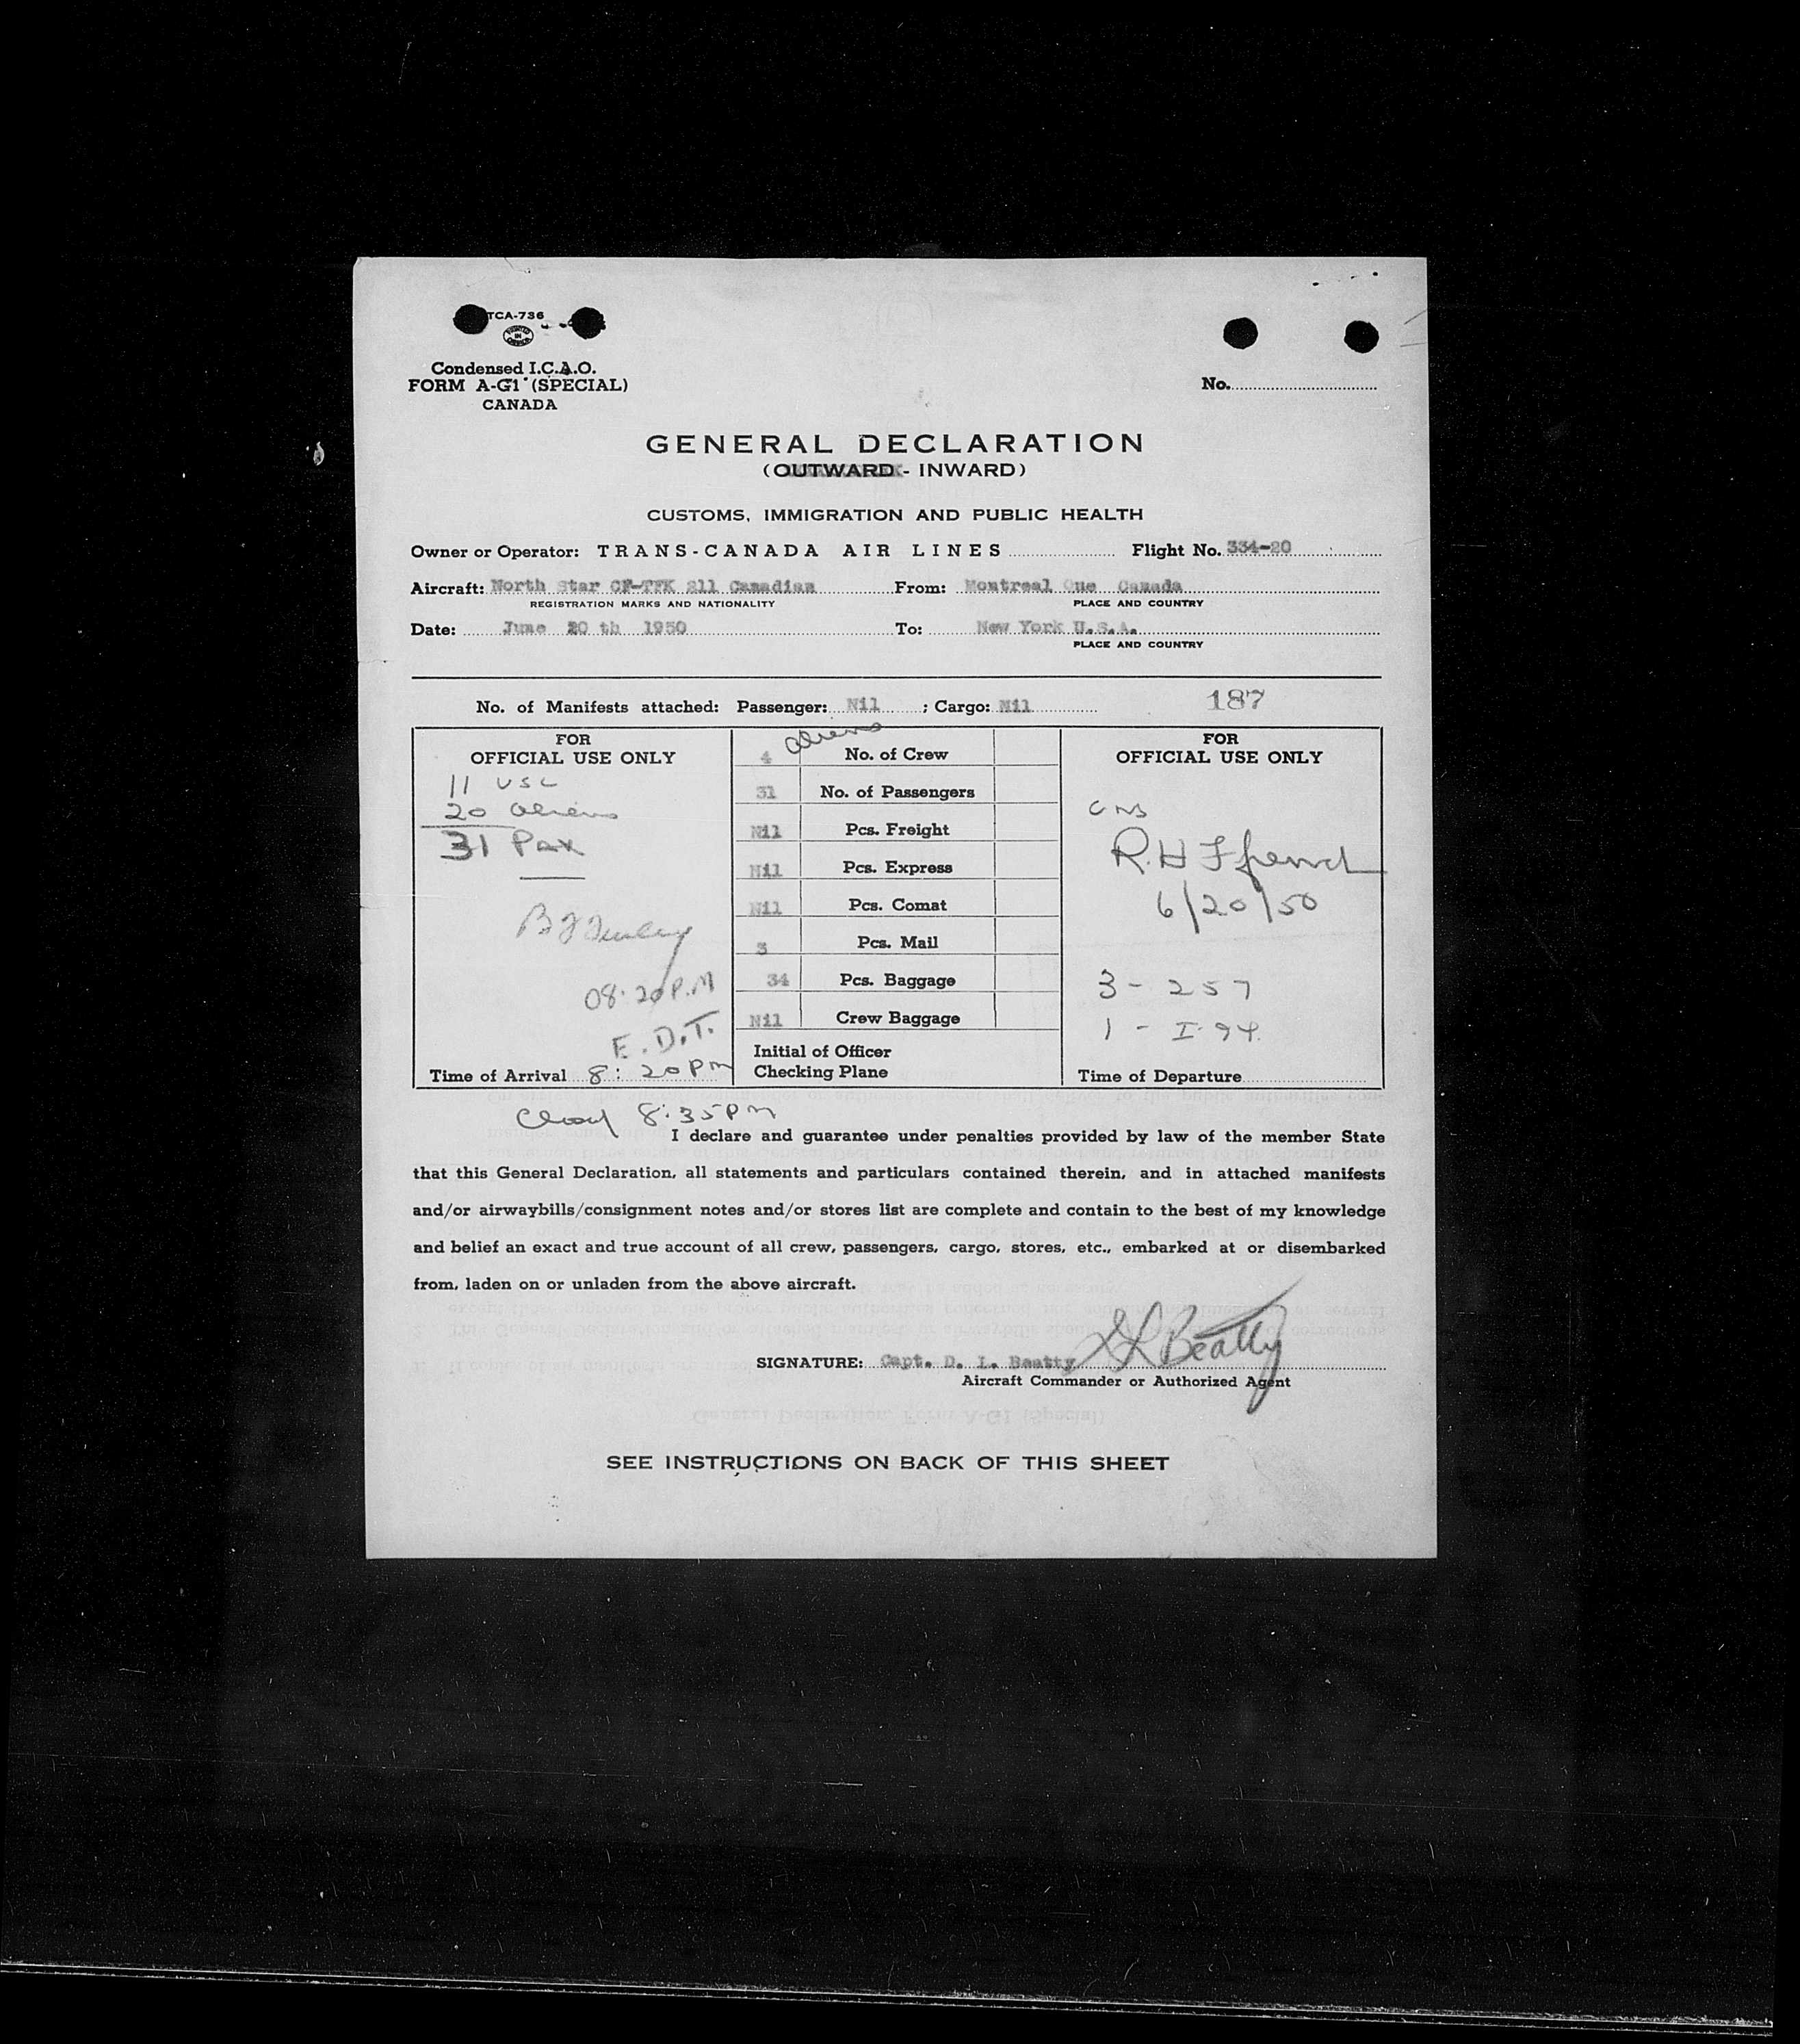 TCA-736
PRINTED IN CANADA
Condensed I.C.A.O.
FORM A-G1 (SPECIAL)
CANADA
No.
GENERAL DECLARATION
(OUTWARD - INWARD)
CUSTOMS, IMMIGRATION AND PUBLIC HEALTH
Owner or Operator: TRANS-CANADA AIR LINES Flight No. 334-20
Aircraft: North Star CF-TFK all Canadian From: Montreal Que Canada
REGISTRATION MARKS AND NATIONALITY PLACE AND COUNTRY
Date: June 20 th 1950 To: New York U.S.A.
PLACE AND COUNTRY
No. of Manifests attached: Passenger: Nil ; Cargo: Nil 187
FOR
OFFICIAL USE ONLY
11 USC
20 aliens
31 Pax
08:20 P.M
E.D.T.
Time of Arrival 8:20 PM
4 aliens No. of Crew
31 No. of Passengers
Nil Pcs. Freight
Nil Pcs. Express
Nil Pcs. Comat
3 Pcs. Mail
34 Pcs. Baggage
Nil Crew Baggage
Initial of Officer
Checking Plane
FOR
OFFICIAL USE ONLY
R.H.
6/20/50
3 - 257
1 - I-94
Time of Departure
8:35 PM
I declare and guarantee under penalties provided by law of the member State
that this General Declaration, all statements and particulars contained therein, and in attached manifests
and/or airwaybills/consignment notes and/or stores list are complete and contain to the best of my knowledge
and belief an exact and true account of all crew, passengers, cargo, stores, etc., embarked at or disembarked
from, laden on or unladen from the above aircraft.
SIGNATURE: Capt. D. L. Beatty DL Beatty
Aircraft Commander or Authorized Agent
SEE INSTRUCTIONS ON BACK OF THIS SHEET